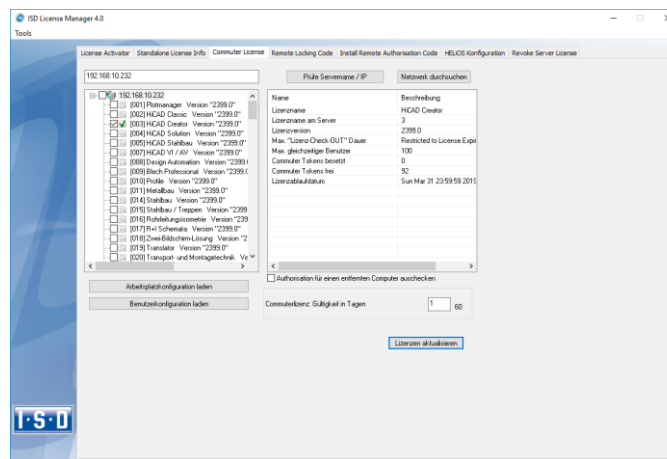 ISD License Manager 4.0
Tools
License Activator Standalone License Info Commuter License Remote Locking Code Install Remote Authorisation Code HELiOS Konfiguration Revoke Server License
192.168.10.232
Prüfe Servername / IP
Netzwerk durchsuchen
192.168.10.232
[001] Plotmanager Version "2399.0"
[002] HiCAD Classic Version "2399.0"
[003] HiCAD Creator Version "2399.0"
[004] HiCAD Solution Version "2399.0"
[005] HiCAD Stahlbau Version "2399.0"
[007] HiCAD VI / AV Version "2399.0"
[008] Design Automation Version "2399.
[009] Blech Professional Version "2399.
[010] Profile Version "2399.0"
[011] Metallbau Version "2399.0"
[014] Stahlbau Version "2399.0"
[015] Stahlbau / Treppen Version "2399
[016] Rohrleitungsisometrie Version "239
[017] R+I Schemata Version "2399.0"
[018] Zwei-Bildschirm-Lösung Version "2
[019] Translator Version "2399.0"
[020] Transport- und Montagetechnik Ve
Name Beschreibung
Lizenzname HiCAD Creator
Lizenzname am Server 3
Lizenzversion 2399.0
Max. "Lizenz-Check-OUT" Dauer Restricted to License Expir
Max. gleichzeitiger Benutzer 100
Commuter Tokens besetzt 0
Commuter Tokens frei 92
Lizenzablaufdatum Sun Mar 31 23:59:59 2019
Authorisation für einen entfernten Computer auschecken
Arbeitsplatzkonfiguration laden
Benutzerkonfiguration laden
Commuterlizenz: Gültigkeit in Tagen 1 60
Lizenzen aktualisieren
I·S·D